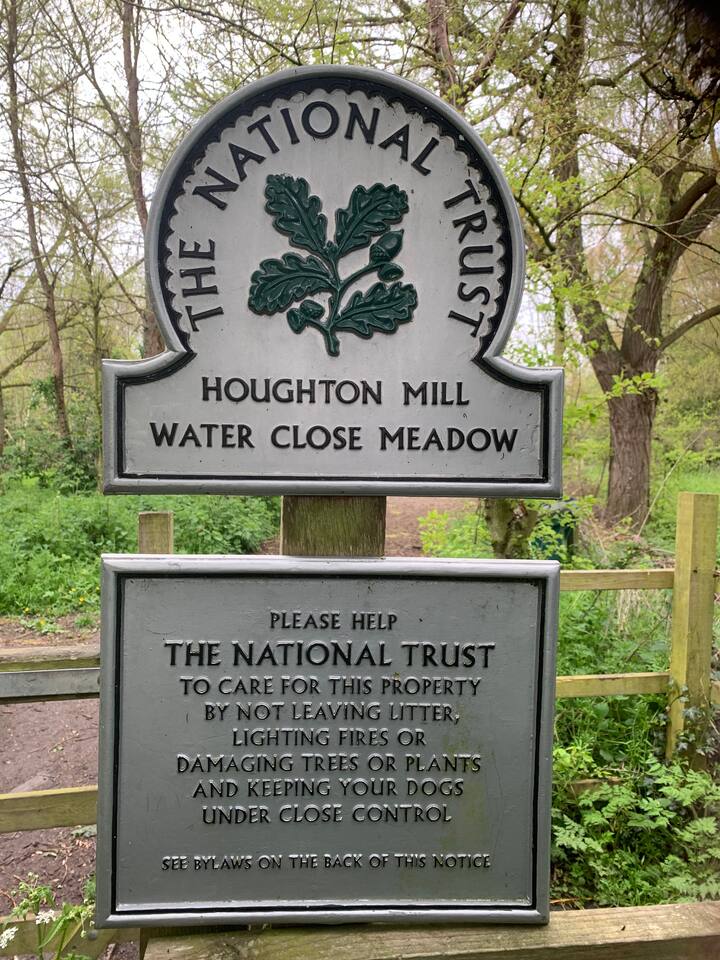 THE NATIONAL TRUST
HOUGHTON MILL
WATER CLOSE MEADOW
PLEASE HELP
THE NATIONAL TRUST
TO CARE FOR THIS PROPERTY
BY NOT LEAVING LITTER,
LIGHTING FIRES OR
DAMAGING TREES OR PLANTS
AND KEEPING YOUR DOGS
UNDER CLOSE CONTROL
SEE BYLAWS ON THE BACK OF THIS NOTICE